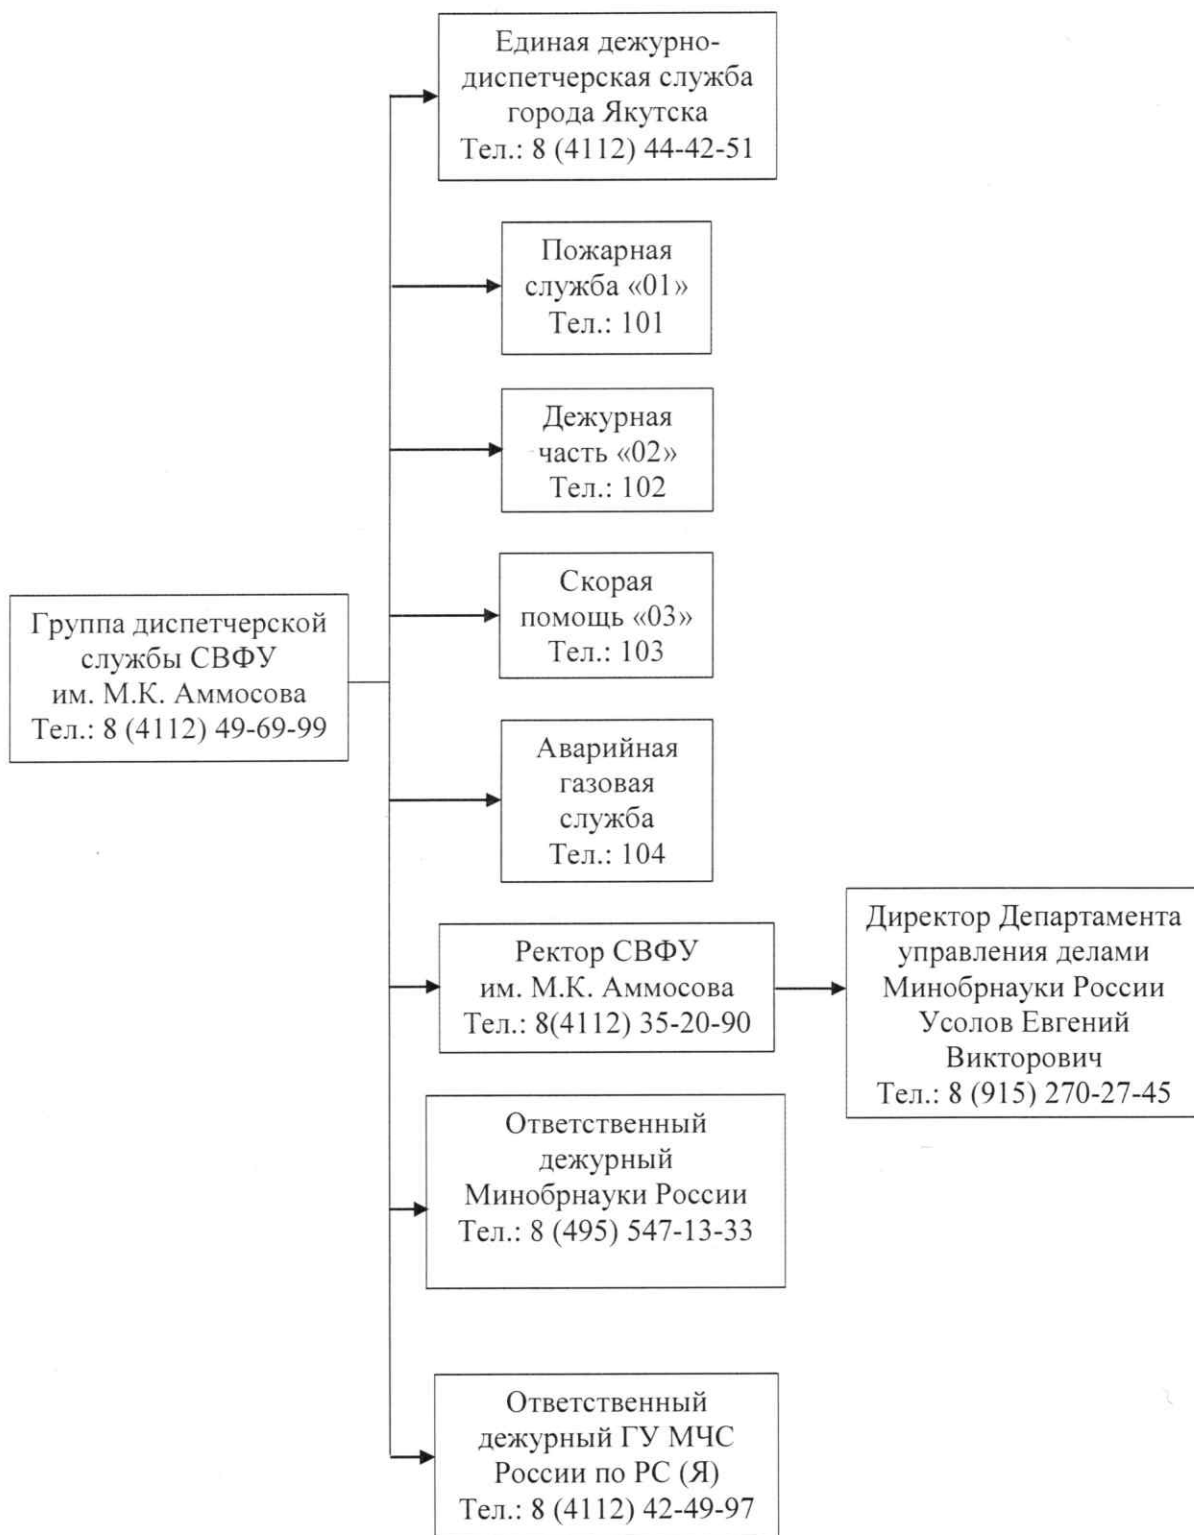 Единая дежурно-
диспетчерская служба
города Якутска
Тел.: 8 (4112) 44-42-51
Пожарная
служба «01»
Тел.: 101
Дежурная
часть «02»
Тел.: 102
Скорая
помощь «03»
Тел.: 103
Группа диспетчерской
службы СВФУ
им. М.К. Аммосова
Тел.: 8 (4112) 49-69-99
Аварийная
газовая
служба
Тел.: 104
Ректор СВФУ
им. М.К. Аммосова
Тел.: 8(4112) 35-20-90
Директор Департамента
управления делами
Минобрнауки России
Усолов Евгений
Викторович
Тел.: 8 (915) 270-27-45
Ответственный
дежурный
Минобрнауки России
Тел.: 8 (495) 547-13-33
Ответственный
дежурный ГУ МЧС
России по РС (Я)
Тел.: 8 (4112) 42-49-97